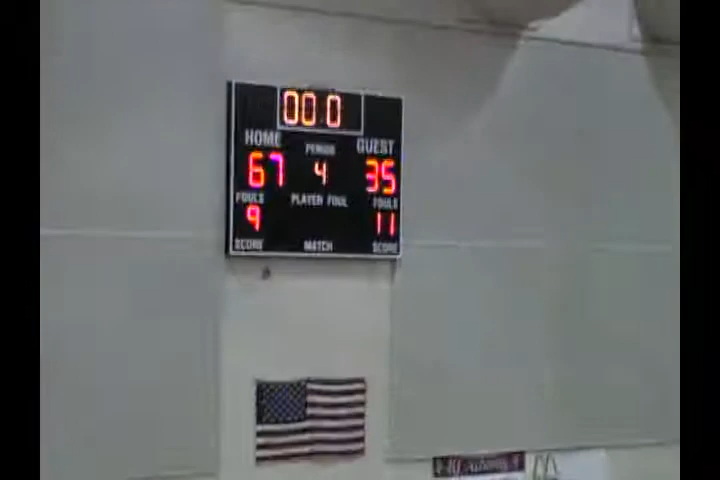 00.0
HOME PERIOD GUEST
67 4 35
FOULS PLAYER FOUL FOULS
9 11
SCORE MATCH SCORE